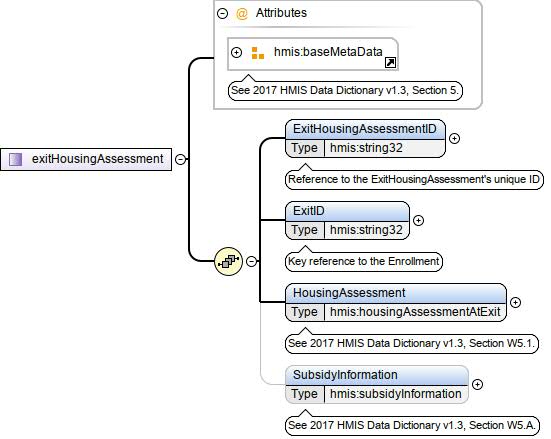 Attributes
hmis:baseMetaData
See 2017 HMIS Data Dictionary v1.3, Section 5.
exitHousingAssessment
ExitHousingAssessmentID
Type hmis:string32
Reference to the ExitHousingAssessment's unique ID
ExitID
Type hmis:string32
Key reference to the Enrollment
HousingAssessment
Type hmis:housingAssessmentAtExit
See 2017 HMIS Data Dictionary v1.3, Section W5.1.
SubsidyInformation
Type hmis:subsidyInformation
See 2017 HMIS Data Dictionary v1.3, Section W5.A.